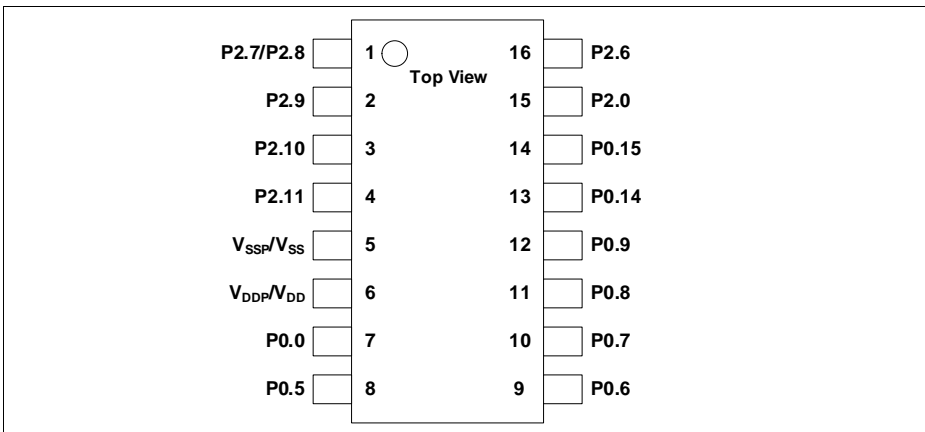 P2.7/P2.8 1 16 P2.6
Top View
P2.9 2 15 P2.0
P2.10 3 14 P0.15
P2.11 4 13 P0.14
VSSP/VSS 5 12 P0.9
VDDP/VDD 6 11 P0.8
P0.0 7 10 P0.7
P0.5 8 9 P0.6